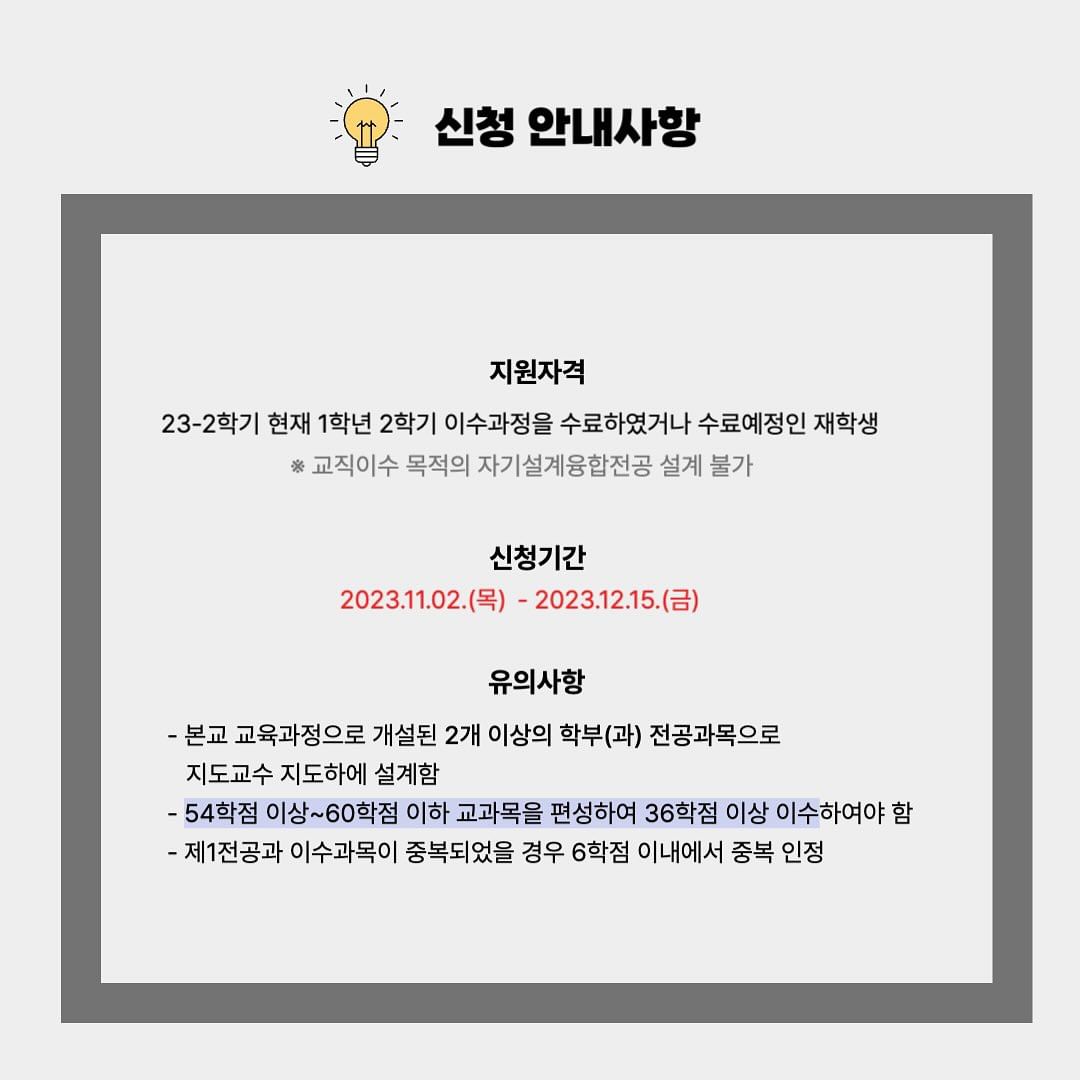 신청 안내사항
지원자격
23-2학기 현재 1학년 2학기 이수과정을 수료하였거나 수료예정인 재학생
※ 교직이수 목적의 자기설계융합전공 설계 불가
신청기간
2023.11.02.(목) - 2023.12.15.(금)
유의사항
- 본교 교육과정으로 개설된 2개 이상의 학부(과) 전공과목으로
지도교수 지도하에 설계함
- 54학점 이상~60학점 이하 교과목을 편성하여 36학점 이상 이수하여야 함
- 제1전공과 이수과목이 중복되었을 경우 6학점 이내에서 중복 인정